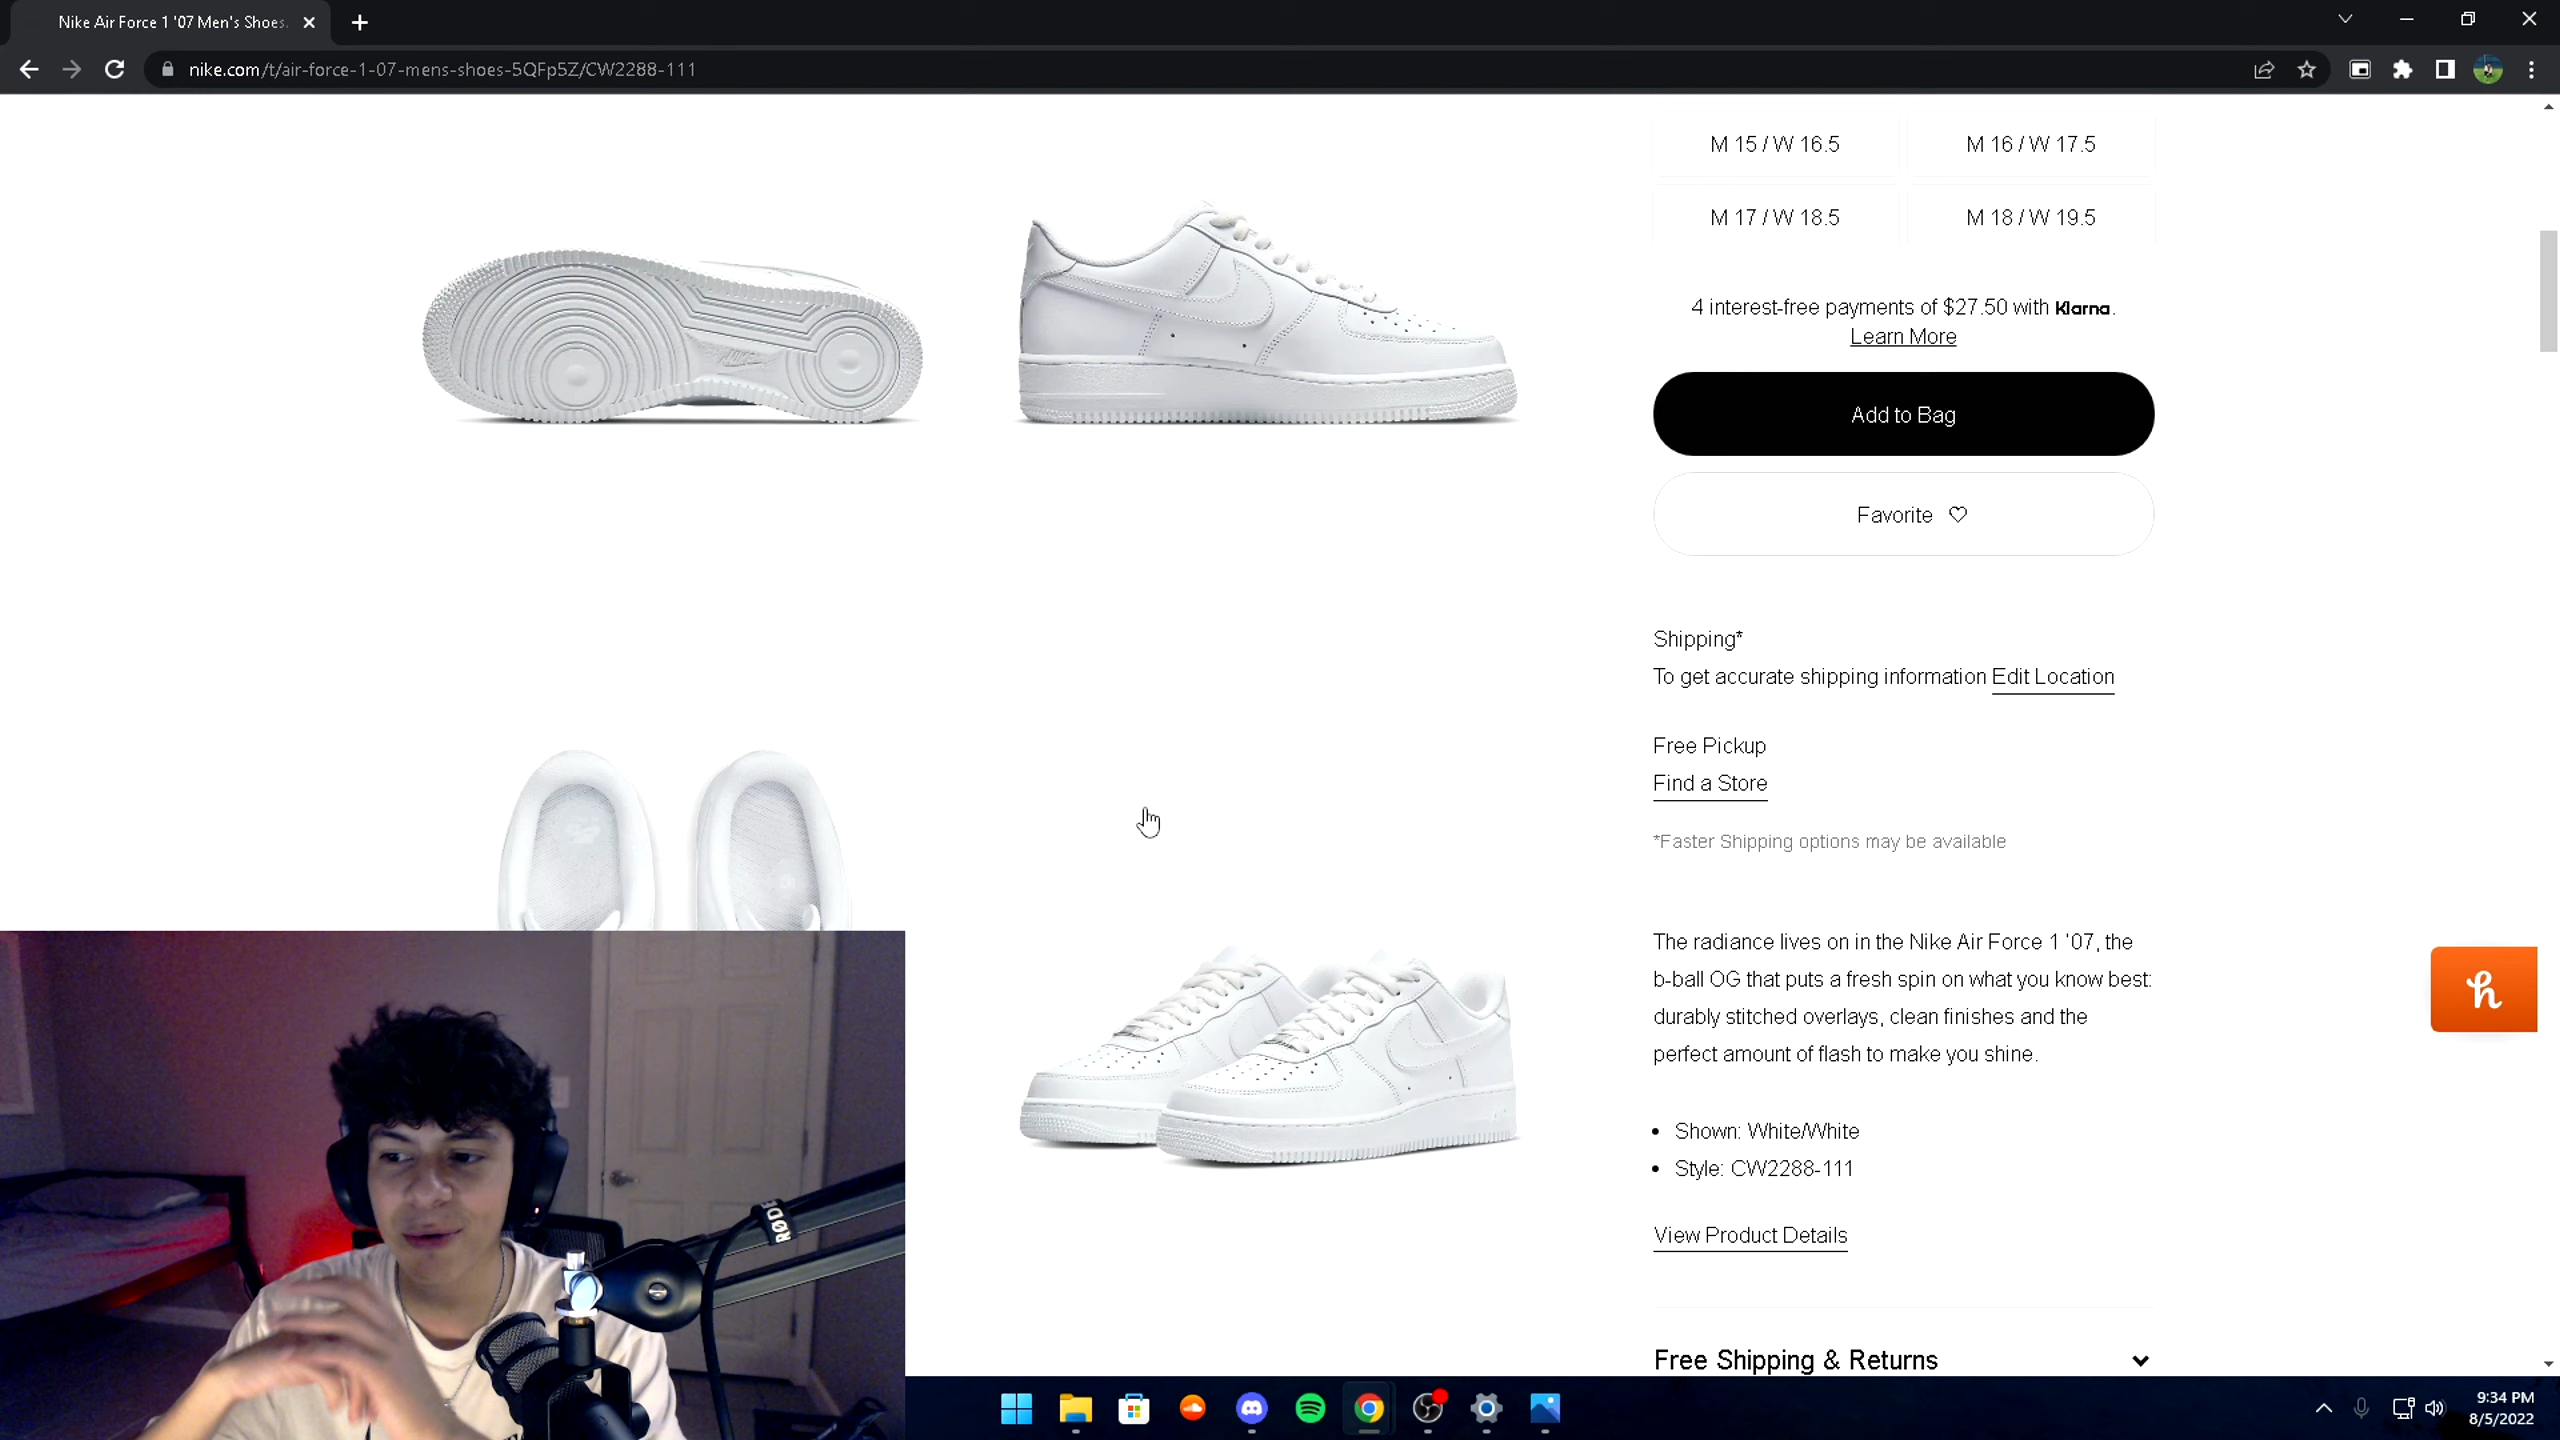 Nike Air Force 1 '07 Men's Shoes.
nike.com/t/air-force-1-07-mens-shoes-5QFp5Z/CW2288-111
M 15 / W 16.5
M 16 / W 17.5
M 17 / W 18.5
M 18 / W 19.5
4 interest-free payments of $27.50 with Klarna.
Learn More
Add to Bag
Favorite
Shipping*
To get accurate shipping information Edit Location
Free Pickup
Find a Store
*Faster Shipping options may be available
The radiance lives on in the Nike Air Force 1 '07, the
b-ball OG that puts a fresh spin on what you know best:
durably stitched overlays, clean finishes and the
perfect amount of flash to make you shine.
Shown: White/White
Style: CW2288-111
View Product Details
Free Shipping & Returns
RØDE
9:34 PM
8/5/2022